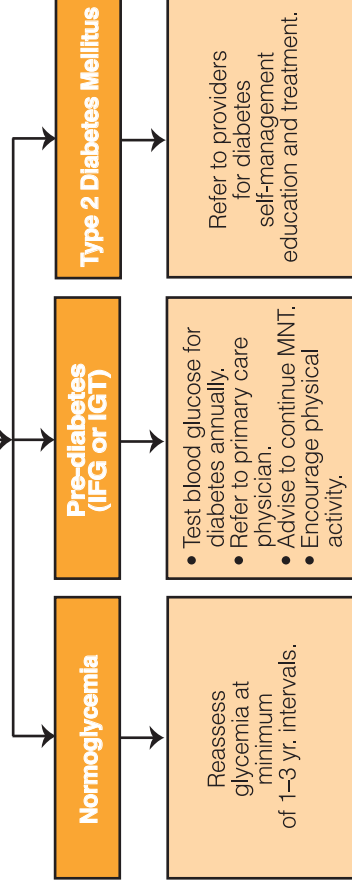 Normoglycemia
Reassess
glycemia at
minimum
of 1–3 yr. intervals.
Pre-diabetes
(IFG or IGT)
• Test blood glucose for
diabetes annually.
• Refer to primary care
physician.
• Advise to continue MNT.
• Encourage physical
activity.
Type 2 Diabetes Mellitus
Refer to providers
for diabetes
self-management
education and treatment.